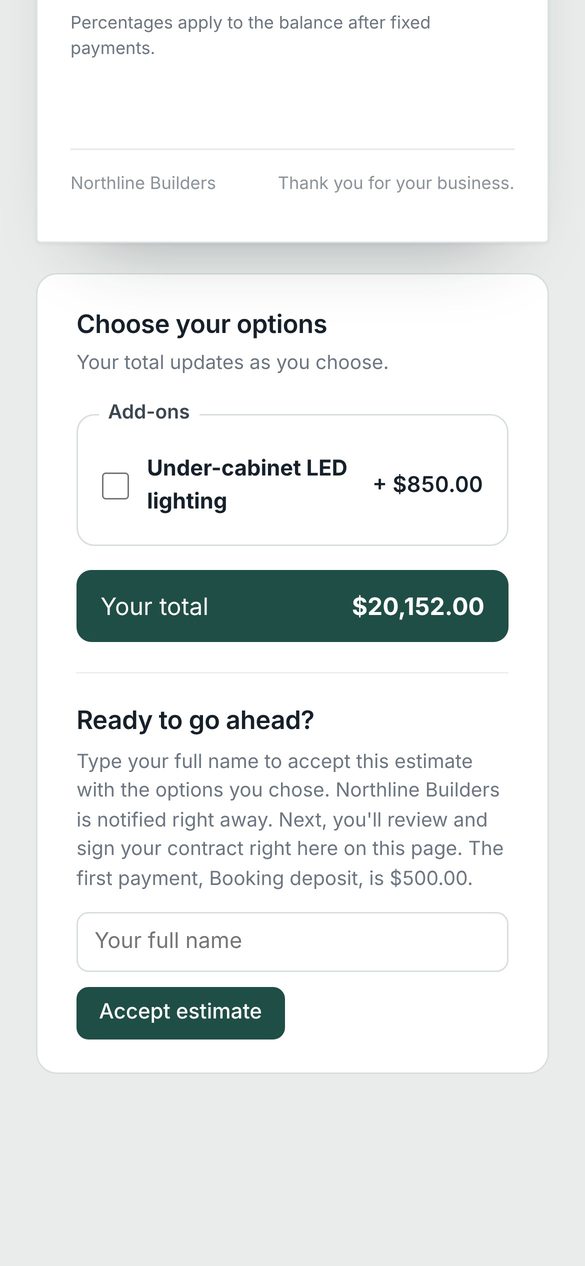 Percentages apply to the balance after fixed
payments.
Northline Builders
Thank you for your business.
Choose your options
Your total updates as you choose.
Add-ons
Under-cabinet LED
lighting
+ $850.00
Your total
$20,152.00
Ready to go ahead?
Type your full name to accept this estimate
with the options you chose. Northline Builders
is notified right away. Next, you'll review and
sign your contract right here on this page. The
first payment, Booking deposit, is $500.00.
Your full name
Accept estimate